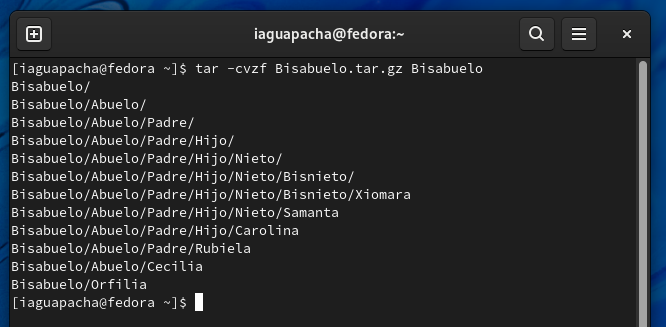 iaguapacha@fedora:~
[iaguapacha@fedora ~]$ tar -cvzf Bisabuelo.tar.gz Bisabuelo
Bisabuelo/
Bisabuelo/Abuelo/
Bisabuelo/Abuelo/Padre/
Bisabuelo/Abuelo/Padre/Hijo/
Bisabuelo/Abuelo/Padre/Hijo/Nieto/
Bisabuelo/Abuelo/Padre/Hijo/Nieto/Bisnieto/
Bisabuelo/Abuelo/Padre/Hijo/Nieto/Bisnieto/Xiomara
Bisabuelo/Abuelo/Padre/Hijo/Nieto/Samanta
Bisabuelo/Abuelo/Padre/Hijo/Carolina
Bisabuelo/Abuelo/Padre/Rubiela
Bisabuelo/Abuelo/Cecilia
Bisabuelo/Orfilia
[iaguapacha@fedora ~]$